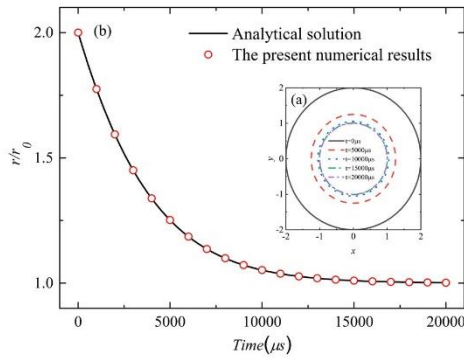 (b)
Analytical solution
The present numerical results
2.0
1.5
1.0
r/r0
0
5000
10000
15000
20000
Time(μs)
(a)
t=0μs
t=5000μs
t=10000μs
t=15000μs
t=20000μs
2
1
0
-1
-2
y
-2
-1
0
1
2
x